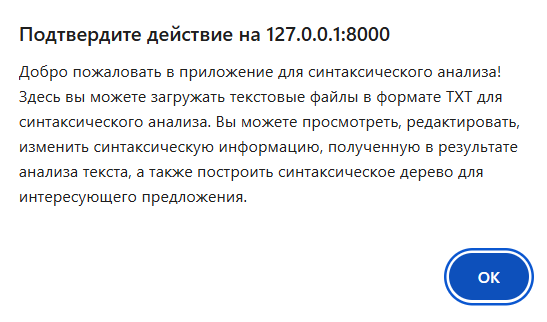 Подтвердите действие на 127.0.0.1:8000
Добро пожаловать в приложение для синтаксического анализа!
Здесь вы можете загружать текстовые файлы в формате TXT для
синтаксического анализа. Вы можете просмотреть, редактировать,
изменить синтаксическую информацию, полученную в результате
анализа текста, а также построить синтаксическое дерево для
интересующего предложения.
ОК